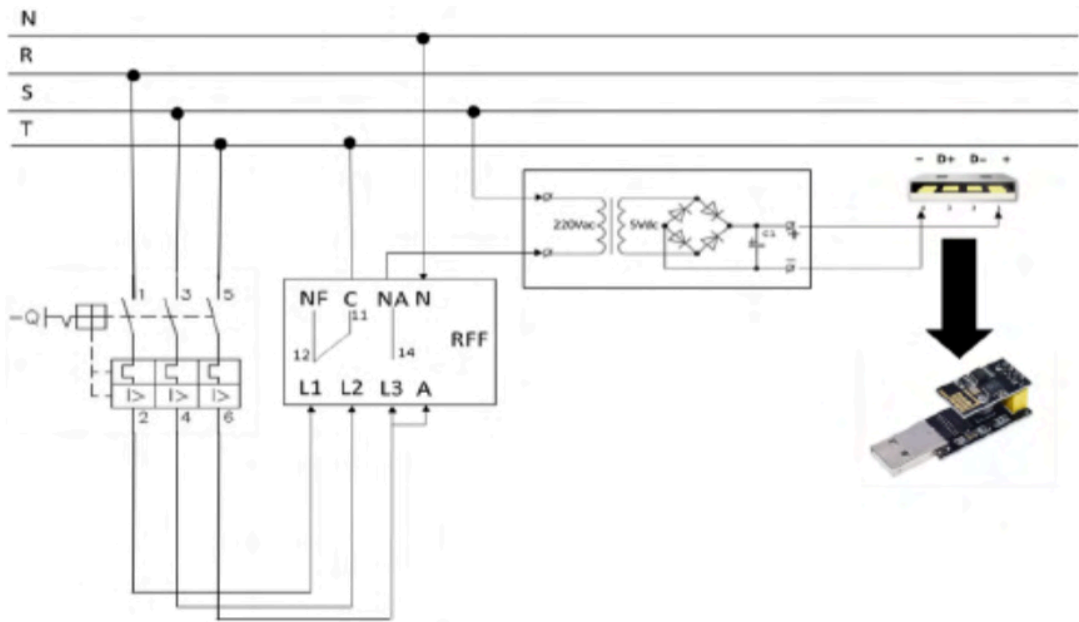 N
R
S
T
- D+ D- +
220Vac
5Vdc
C1
+
-
1 3 5
-Q
I> I> I>
2 4 6
NF C NA N
11
RFF
12 14
L1 L2 L3 A